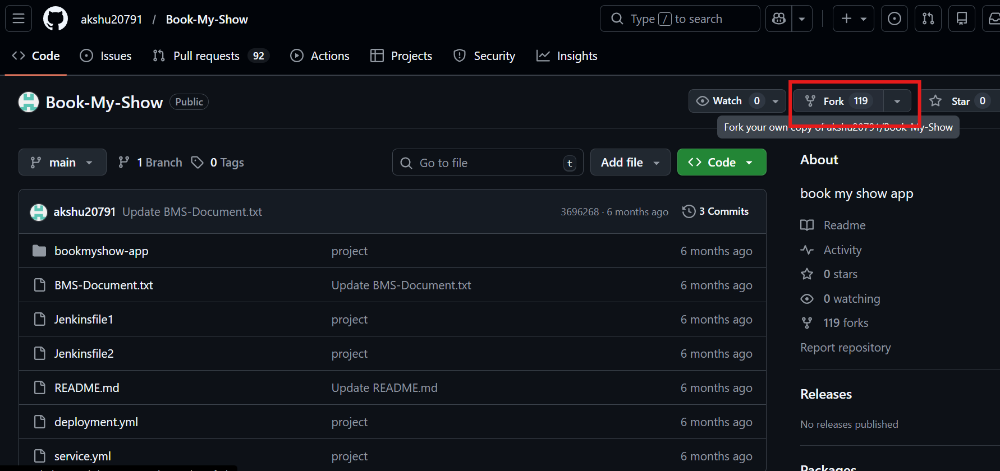 akshu20791 / Book-My-Show
Type / to search
Code
Issues
Pull requests 92
Actions
Projects
Security
Insights
Book-My-Show Public
Watch 0
Fork 119
Star 0
Fork your own copy of akshu20791/Book-My-Show
main
1 Branch
0 Tags
Go to file t
Add file
Code
akshu20791 Update BMS-Document.txt 3696268 · 6 months ago 3 Commits
bookmyshow-app project 6 months ago
BMS-Document.txt Update BMS-Document.txt 6 months ago
Jenkinsfile1 project 6 months ago
Jenkinsfile2 project 6 months ago
README.md Update README.md 6 months ago
deployment.yml project 6 months ago
service.yml project 6 months ago
About
book my show app
Readme
Activity
0 stars
0 watching
119 forks
Report repository
Releases
No releases published
Packages